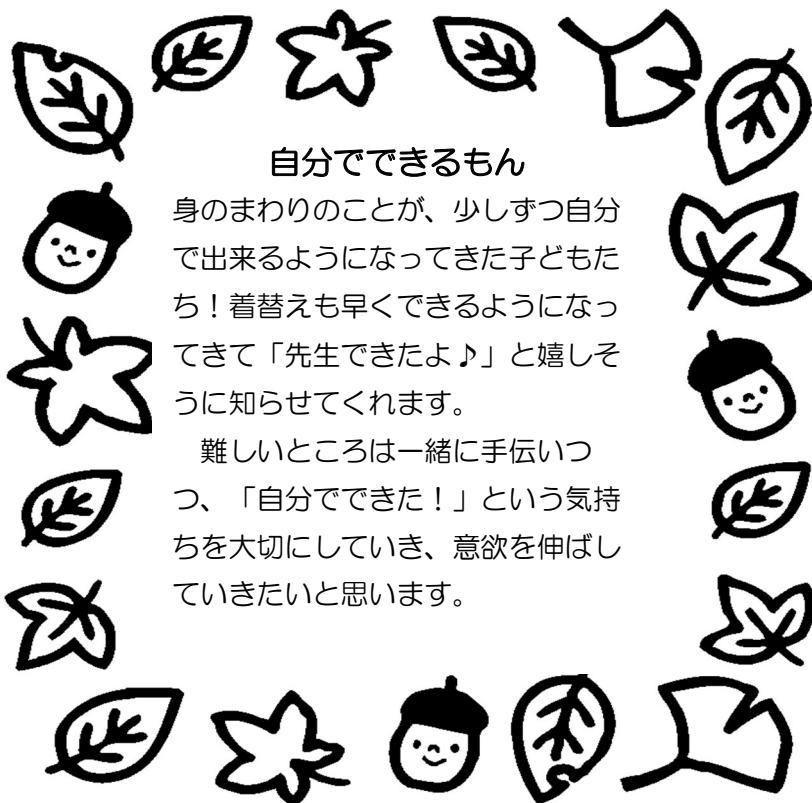 自分でできるもん
身のまわりのことが、少しずつ自分
で出来るようになってきた子どもた
ち！着替えも早くできるようになっ
てきて「先生できたよ♪」と嬉しそ
うに知らせてくれます。
　難しいところは一緒に手伝いつ
つ、「自分でできた！」という気持
ちを大切にしていき、意欲を伸ばし
ていきたいと思います。